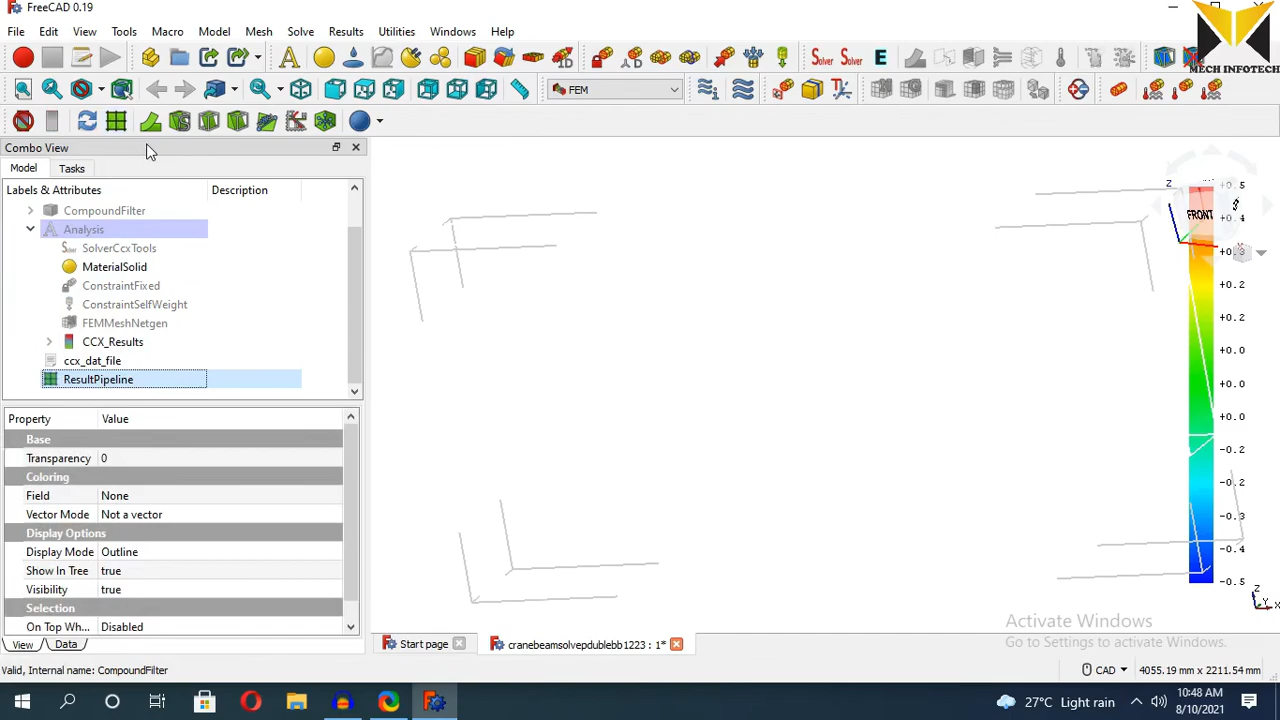 FreeCAD 0.19
MECH INFOTECH
File Edit View Tools Macro Model Mesh Solve Results Utilities Windows Help
Solver Solver E
FEM
Combo View
Model Tasks
Labels & Attributes Description
CompoundFilter
Analysis
SolverCcxTools
MaterialSolid
ConstraintFixed
ConstraintSelfWeight
FEMMeshNetgen
CCX_Results
ccx_dat_file
ResultPipeline
Property Value
Base
Transparency 0
Coloring
Field None
Vector Mode Not a vector
Display Options
Display Mode Outline
Show In Tree true
Visibility true
Selection
On Top Wh... Disabled
View Data
Z
FRONT
+0.5
+0.4
+0.3
+0.2
+0.2
+0.0
+0.0
+0.0
-0.2
-0.2
-0.3
-0.4
-0.5
Z
Y X
Activate Windows
Go to Settings to activate Windows.
Start page cranebeamsolvepdublebb1223 : 1*
Valid, Internal name: CompoundFilter
CAD 4055.19 mm x 2211.54 mm
27°C Light rain
10:48 AM
8/10/2021